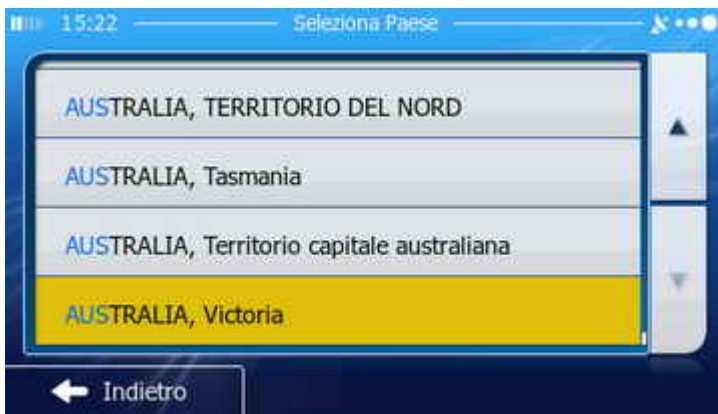 15:22 Seleziona Paese
AUSTRALIA, TERRITORIO DEL NORD
AUSTRALIA, Tasmania
AUSTRALIA, Territorio capitale australiana
AUSTRALIA, Victoria
Indietro